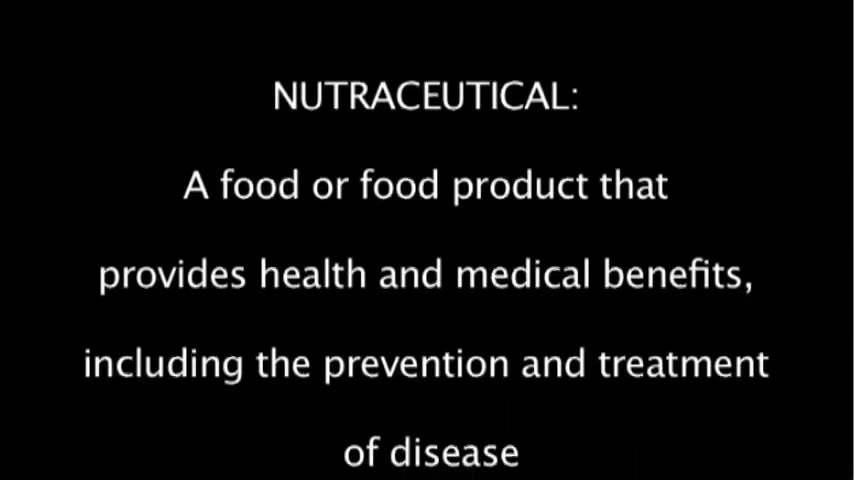 NUTRACEUTICAL:
A food or food product that
provides health and medical benefits,
including the prevention and treatment
of disease